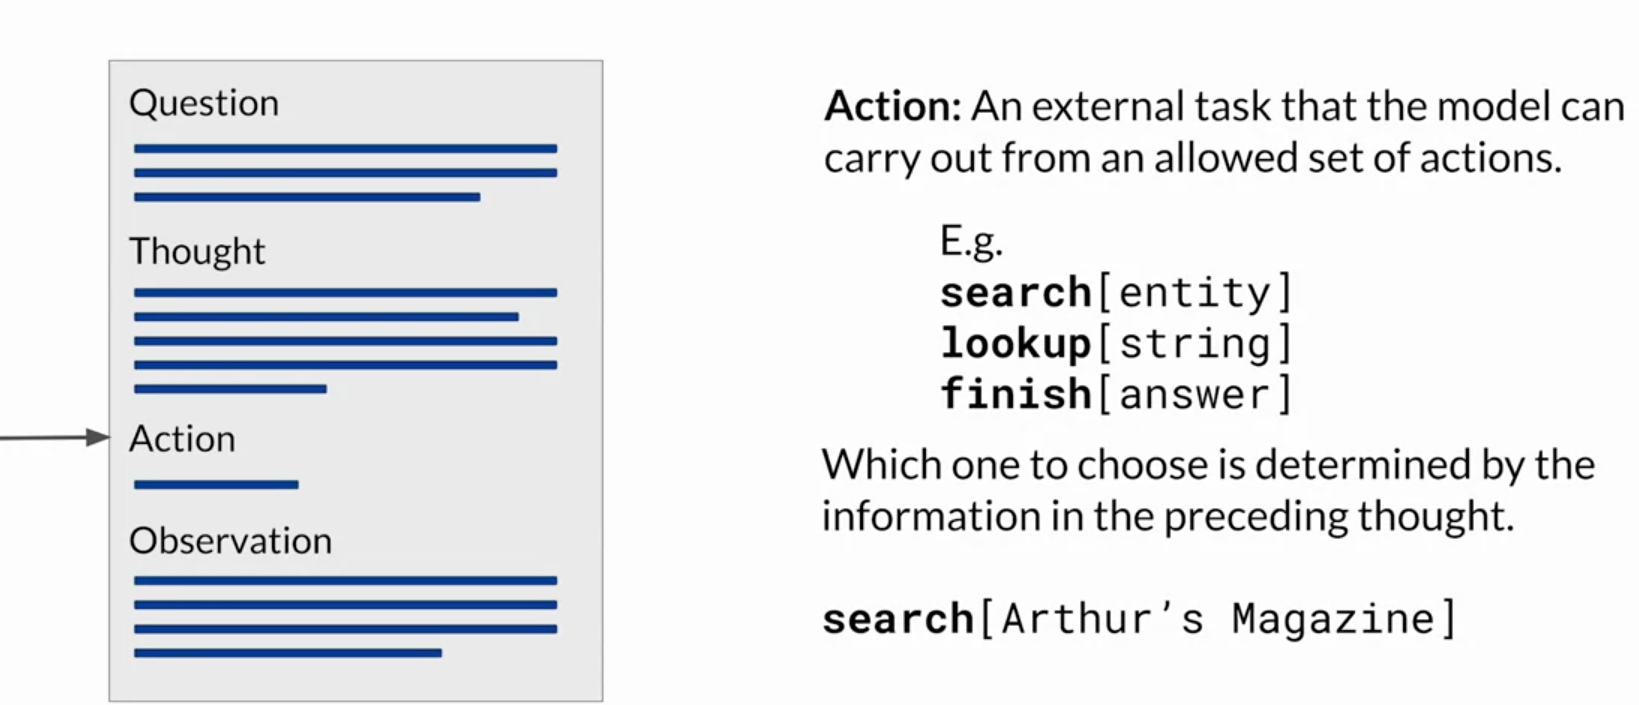 Question
Thought
Action
Observation
Action: An external task that the model can
carry out from an allowed set of actions.
E.g.
search[entity]
lookup[string]
finish[answer]
Which one to choose is determined by the
information in the preceding thought.
search[Arthur’s Magazine]